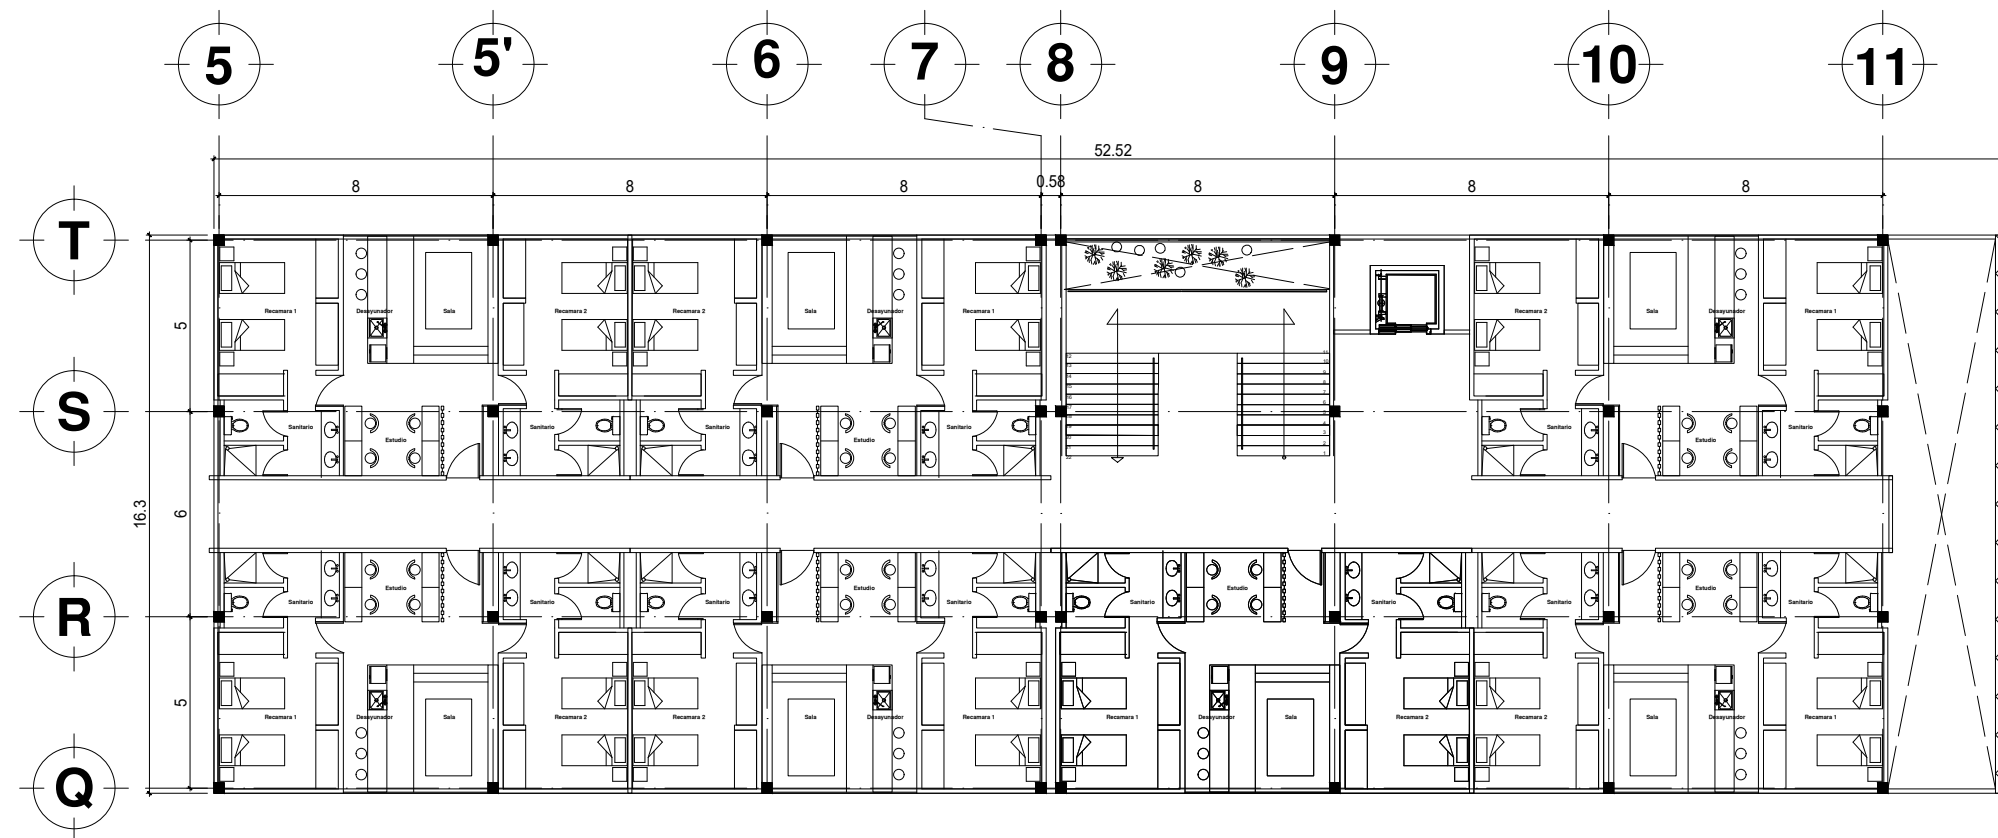 5 5' 6 7 8 9 10 11
52.52
8 8 8 0.58 8 8 8
T
Recamara 1 Desayunador Sala Recamara 2 Recamara 2 Sala Desayunador Recamara 1 Recamara 2 Sala Desayunador Recamara 1
5
S
Sanitario Estudio Sanitario Sanitario Estudio Sanitario Sanitario Estudio Sanitario
16.3
6
Sanitario Estudio Sanitario Sanitario Estudio Sanitario Sanitario Estudio Sanitario Sanitario Estudio Sanitario
R
5
Recamara 1 Desayunador Sala Recamara 2 Recamara 2 Sala Desayunador Recamara 1 Recamara 1 Desayunador Sala Recamara 2 Recamara 2 Sala Desayunador Recamara 1
Q